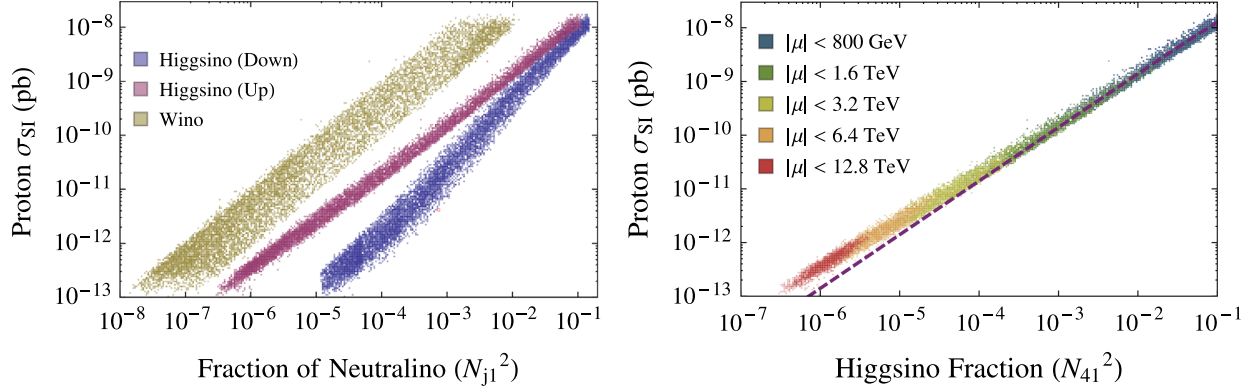 10⁻⁸
10⁻⁹
10⁻¹⁰
10⁻¹¹
10⁻¹²
10⁻¹³
Proton σSI (pb)
Higgsino (Down)
Higgsino (Up)
Wino
10⁻⁸ 10⁻⁷ 10⁻⁶ 10⁻⁵ 10⁻⁴ 10⁻³ 10⁻² 10⁻¹
Fraction of Neutralino (Nj1²)
10⁻⁸
10⁻⁹
10⁻¹⁰
10⁻¹¹
10⁻¹²
10⁻¹³
Proton σSI (pb)
|μ| < 800 GeV
|μ| < 1.6 TeV
|μ| < 3.2 TeV
|μ| < 6.4 TeV
|μ| < 12.8 TeV
10⁻⁷ 10⁻⁶ 10⁻⁵ 10⁻⁴ 10⁻³ 10⁻² 10⁻¹
Higgsino Fraction (N41²)